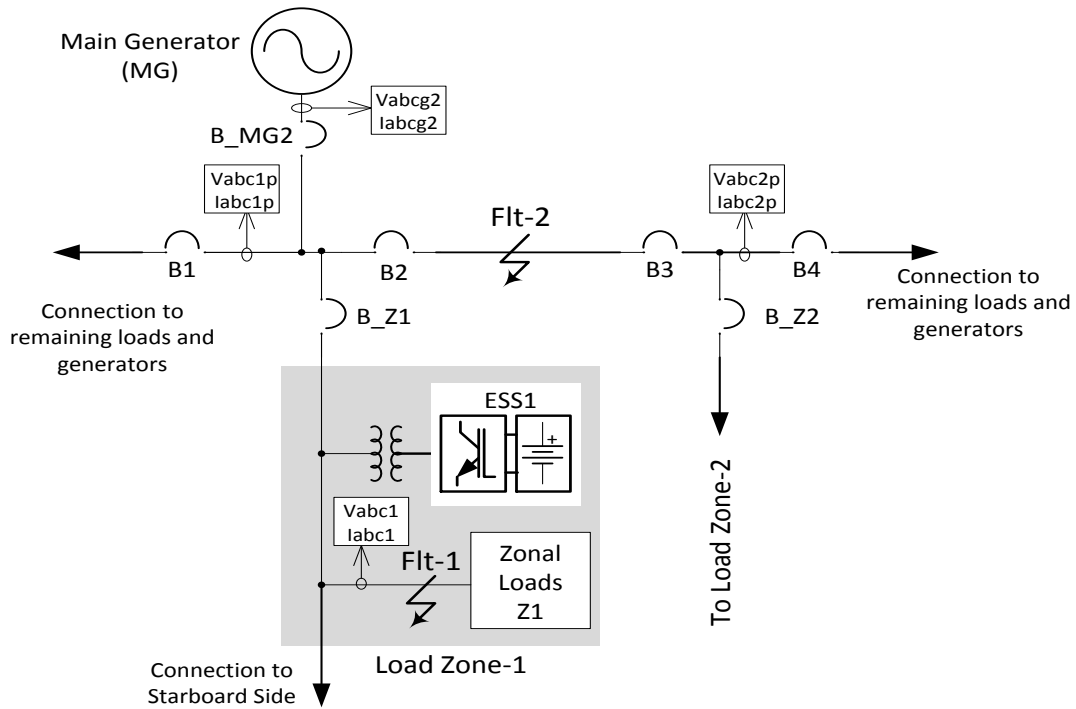 Main Generator
(MG)
Vabcg2
Iabcg2
B_MG2
Vabc1p
Iabc1p
Flt-2
Vabc2p
Iabc2p
B1
B2
B3
B4
Connection to
remaining loads and
generators
B_Z1
B_Z2
Connection to
remaining loads and
generators
ESS1
+
Vabc1
Iabc1
Flt-1
Zonal
Loads
Z1
To Load Zone-2
Load Zone-1
Connection to
Starboard Side